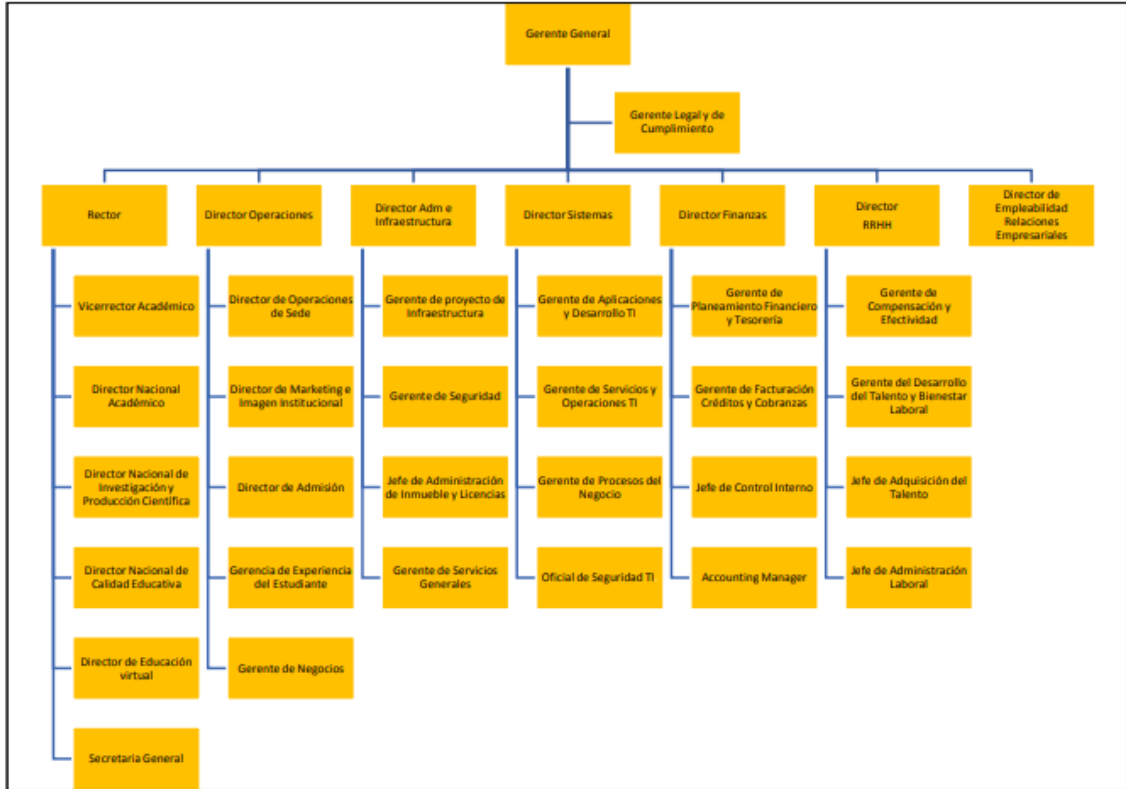 Gerente General
Gerente Legal y de
Cumplimiento
Rector
Director Operaciones
Director Adm e
Infraestructura
Director Sistemas
Director Finanzas
Director
RRHH
Director de
Empleabilidad
Relaciones
Empresariales
Vicerrector Académico
Director Nacional
Académico
Director Nacional de
Investigación y
Producción Científica
Director Nacional de
Calidad Educativa
Director de Educación
virtual
Secretaria General
Director de Operaciones
de Sede
Director de Marketing e
Imagen Institucional
Director de Admisión
Gerencia de Experiencia
del Estudiante
Gerente de Negocios
Gerente de proyecto de
Infraestructura
Gerente de Seguridad
Jefe de Administración
de Inmueble y Licencias
Gerente de Servicios
Generales
Gerente de Aplicaciones
y Desarrollo TI
Gerente de Servicios y
Operaciones TI
Gerente de Procesos del
Negocio
Oficial de Seguridad TI
Gerente de
Planeamiento Financiero
y Tesorería
Gerente de Facturación
Créditos y Cobranzas
Jefe de Control Interno
Accounting Manager
Gerente de
Compensación y
Efectividad
Gerente del Desarrollo
del Talento y Bienestar
Laboral
Jefe de Adquisición del
Talento
Jefe de Administración
Laboral